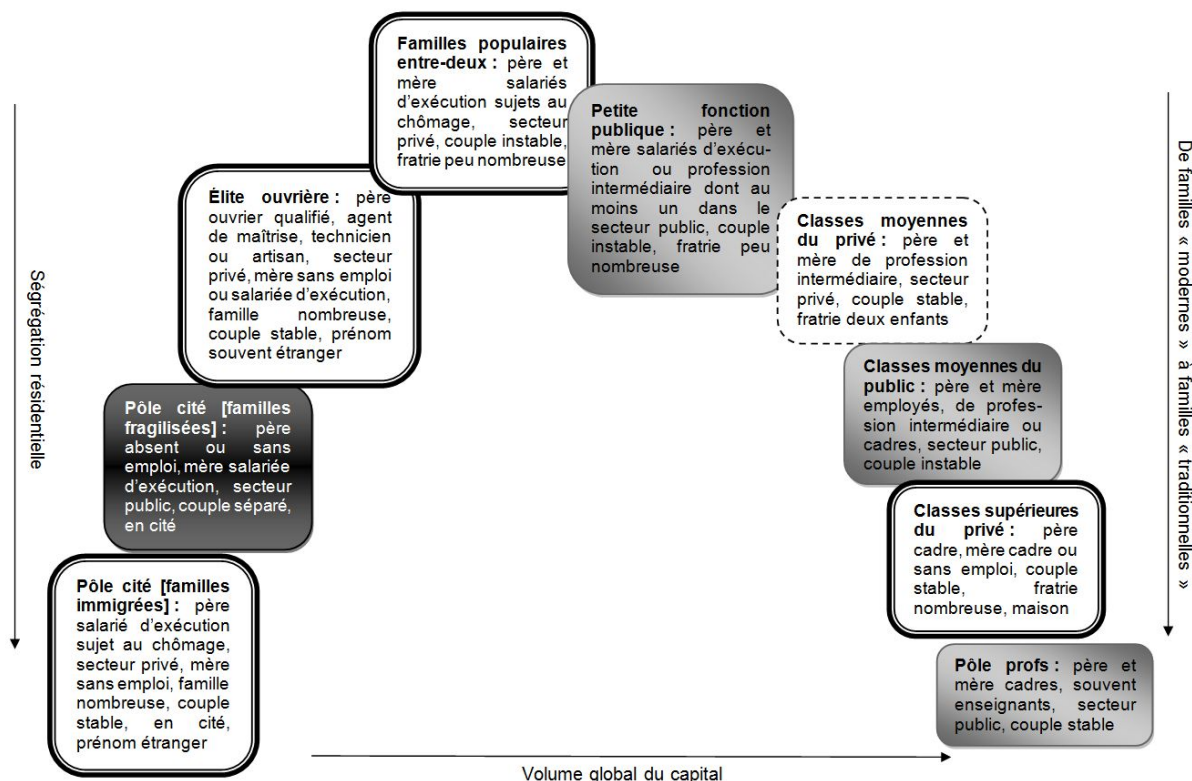 Familles populaires
entre-deux : père et
mère salariés
d'exécution sujets au
chômage, secteur
privé, couple instable,
fratrie peu nombreuse
Petite fonction
publique : père et
mère salariés d'exécu-
tion ou profession
intermédiaire dont au
moins un dans le
secteur public, couple
instable, fratrie peu
nombreuse
Élite ouvrière : père
ouvrier qualifié, agent
de maîtrise, technicien
ou artisan, secteur
privé, mère sans emploi
ou salariée d'exécution,
famille nombreuse,
couple stable, prénom
souvent étranger
Classes moyennes
du privé : père et
mère de profession
intermédiaire, secteur
privé, couple stable,
fratrie deux enfants
Pôle cité [familles
fragilisées] : père
absent ou sans
emploi, mère salariée
d'exécution, secteur
public, couple séparé,
en cité
Classes moyennes du
public : père et mère
employés, de profes-
sion intermédiaire ou
cadres, secteur public,
couple instable
Classes supérieures
du privé : père
cadre, mère cadre ou
sans emploi, couple
stable, fratrie
nombreuse, maison
Pôle cité [familles
immigrées] : père
salarié d'exécution
sujet au chômage,
secteur privé, mère
sans emploi, famille
nombreuse, couple
stable, en cité,
prénom étranger
Pôle profs : père et
mère cadres, souvent
enseignants, secteur
public, couple stable
Ségrégation résidentielle
De familles « modernes » à familles « traditionnelles »
Volume global du capital